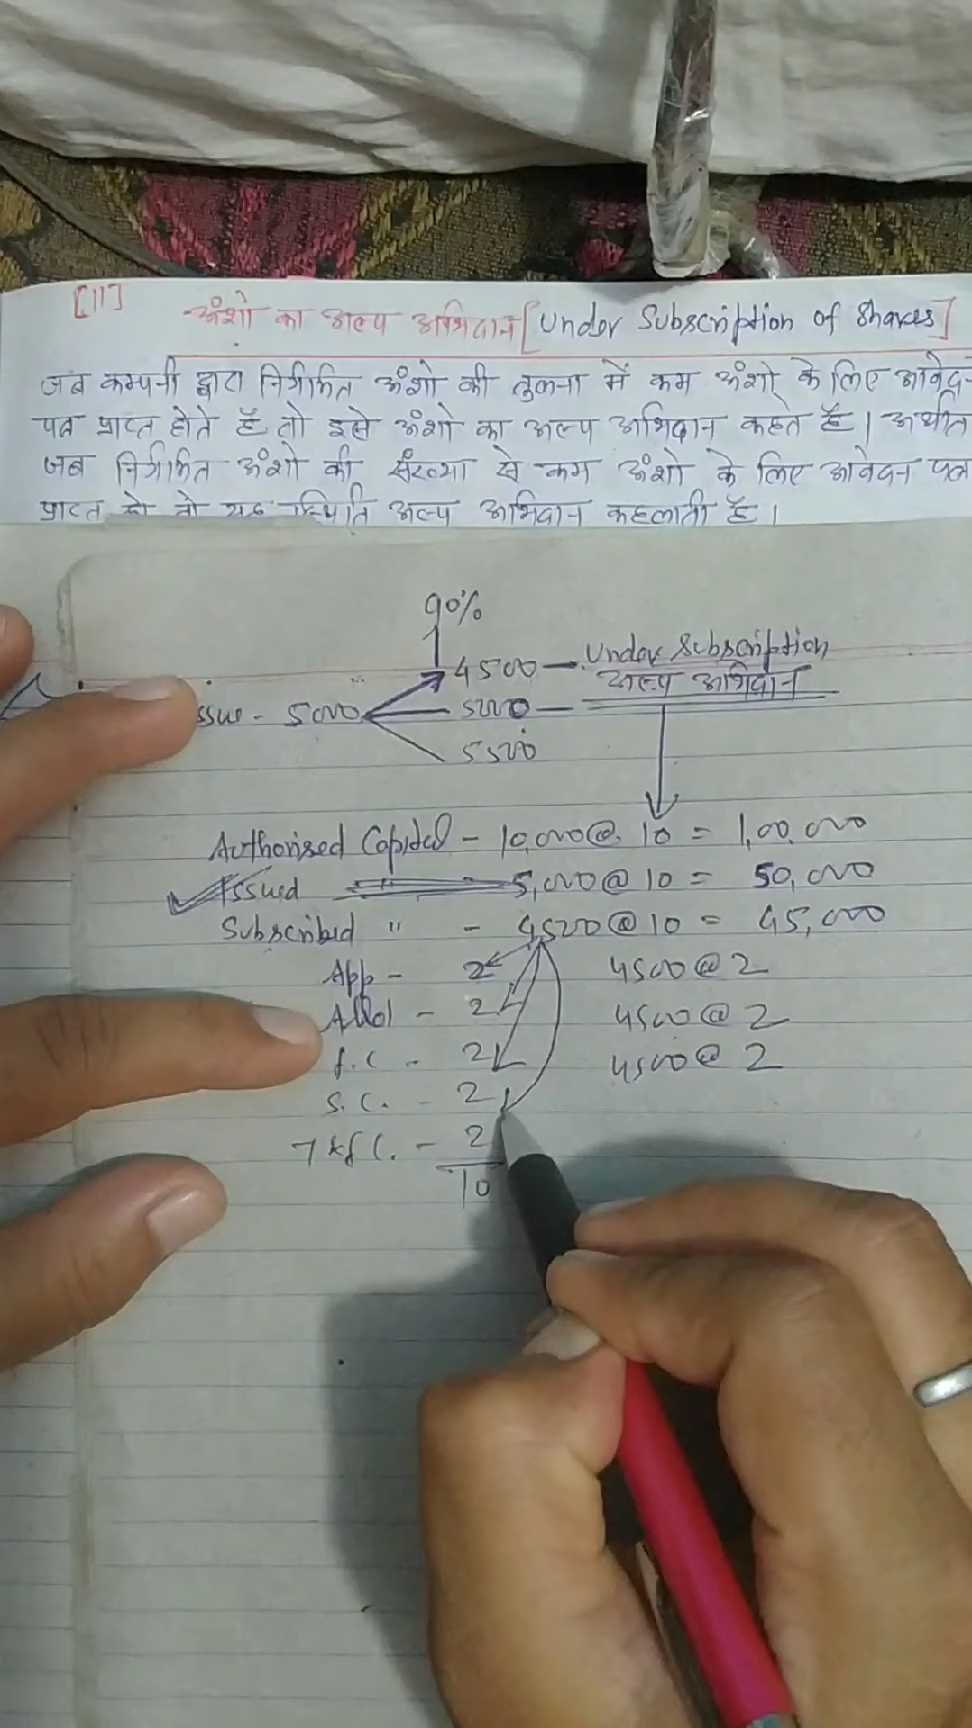 [11]
अंशो का अल्प अभिदान [Under Subscription of Shares]
जब कम्पनी द्वारा निर्गमित अंशो की तुलना में कम अंशो के लिए आवेदन
पत्र प्राप्त होते हैं तो इसे अंशो का अल्प अभिदान कहते हैं। अर्थात
जब निर्गमित अंशो की संख्या से कम अंशो के लिए आवेदन पत्र
प्राप्त हो तो यह स्थिति अल्प अभिदान कहलाती है।
90%
4500 - Under Subscription
अल्प अभिदान
ssue - 5000 5000 -
5500
Authorised Capital - 10,000@ 10 = 1,00,000
Issued 5,000@10 = 50,000
Subscribed " - 4500@10 = 45,000
App - 2 4500@2
Allol - 2 4500@2
f.c - 2 4500@2
S.C. - 2
7 &f C. - 2
10